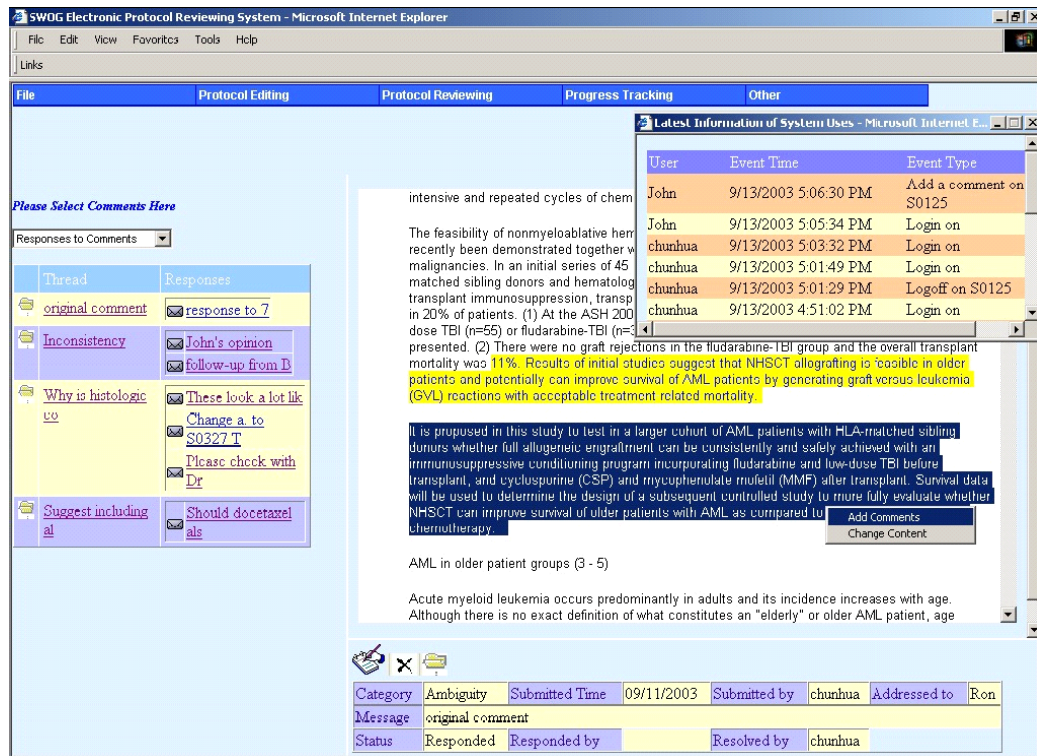 SWOG Electronic Protocol Reviewing System - Microsoft Internet Explorer
File Edit View Favorites Tools Help
Links
File Protocol Editing Protocol Reviewing Progress Tracking Other
Latest Information of System Uses - Microsoft Internet E...
User Event Time Event Type
John 9/13/2003 5:06:30 PM Add a comment on
S0125
John 9/13/2003 5:05:34 PM Login on
chunhua 9/13/2003 5:03:32 PM Login on
chunhua 9/13/2003 5:01:49 PM Login on
chunhua 9/13/2003 5:01:29 PM Logoff on S0125
chunhua 9/13/2003 4:51:02 PM Login on
Please Select Comments Here
Responses to Comments
Thread Responses
original comment response to 7
Inconsistency John's opinion
follow-up from B
Why is histologic
co
These look a lot lik
Change a. to
S0327 T
Please check with
Dr
Suggest including
al
Should docetaxel
als
intensive and repeated cycles of chem
The feasibility of nonmyeloablative hem
recently been demonstrated together w
malignancies. In an initial series of 45
matched sibling donors and hematolog
transplant immunosuppression, transp
in 20% of patients. (1) At the ASH 200
dose TBI (n=55) or fludarabine-TBI (n=3
presented. (2) There were no graft rejections in the fludarabine-TBI group and the overall transplant
mortality was 11%. Results of initial studies suggest that NHSCT allografting is feasible in older
patients and potentially can improve survival of AML patients by generating graft versus leukemia
(GVL) reactions with acceptable treatment related mortality.
It is proposed in this study to test in a larger cohort of AML patients with HLA-matched sibling
donors whether full allogeneic engraftment can be consistently and safely achieved with an
immunosuppressive conditioning program incorporating fludarabine and low-dose TBI before
transplant, and cyclosporine (CSP) and mycophenolate mofetil (MMF) after transplant. Survival data
will be used to determine the design of a subsequent controlled study to more fully evaluate whether
NHSCT can improve survival of older patients with AML as compared to
chemotherapy.
Add Comments
Change Content
AML in older patient groups (3 - 5)
Acute myeloid leukemia occurs predominantly in adults and its incidence increases with age.
Although there is no exact definition of what constitutes an "elderly" or older AML patient, age
Category Ambiguity Submitted Time 09/11/2003 Submitted by chunhua Addressed to Ron
Message original comment
Status Responded Responded by Resolved by chunhua